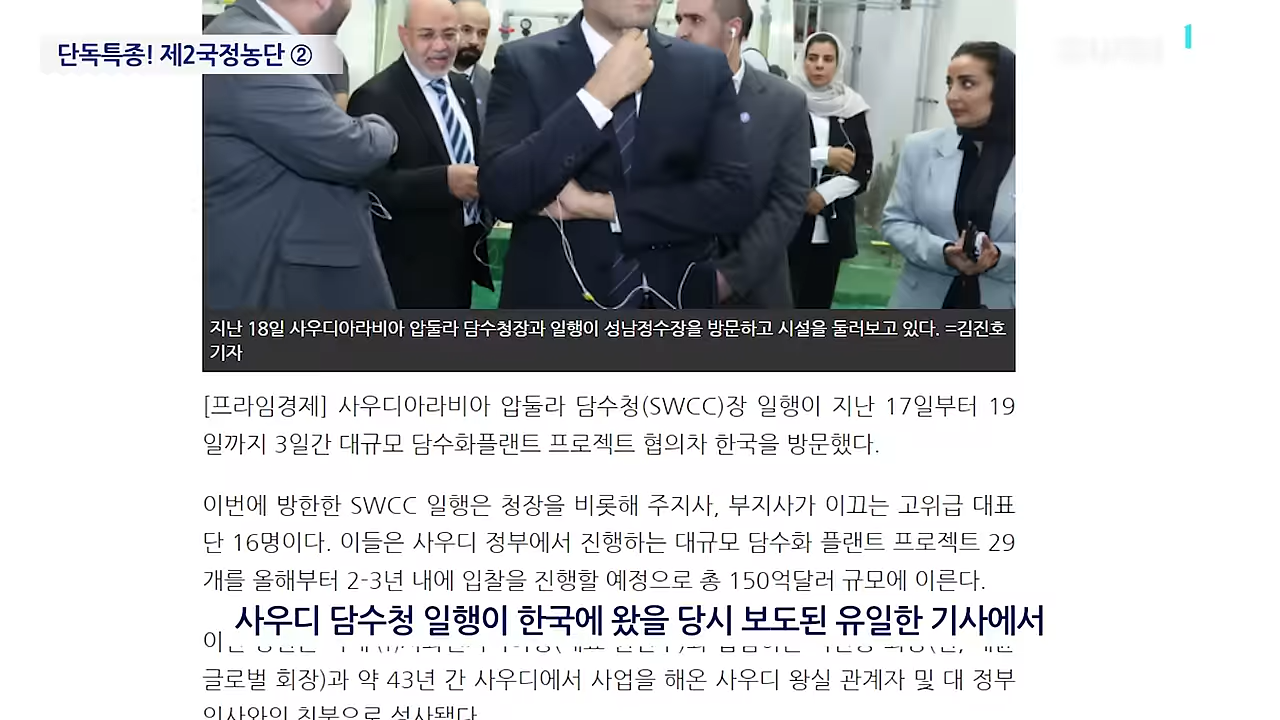 단독특종! 제2국정농단 ②
1
지난 18일 사우디아라비아 압둘라 담수청장과 일행이 성남정수장을 방문하고 시설을 둘러보고 있다. =김진호
기자
[프라임경제] 사우디아라비아 압둘라 담수청(SWCC)장 일행이 지난 17일부터 19
일까지 3일간 대규모 담수화플랜트 프로젝트 협의차 한국을 방문했다.
이번에 방한한 SWCC 일행은 청장을 비롯해 주지사, 부지사가 이끄는 고위급 대표
단 16명이다. 이들은 사우디 정부에서 진행하는 대규모 담수화 플랜트 프로젝트 29
개를 올해부터 2-3년 내에 입찰을 진행할 예정으로 총 150억달러 규모에 이른다.
사우디 담수청 일행이 한국에 왔을 당시 보도된 유일한 기사에서
글로벌 회장)과 약 43년 간 사우디에서 사업을 해온 사우디 왕실 관계자 및 대 정부
인사와의 친분으로 성사됐다